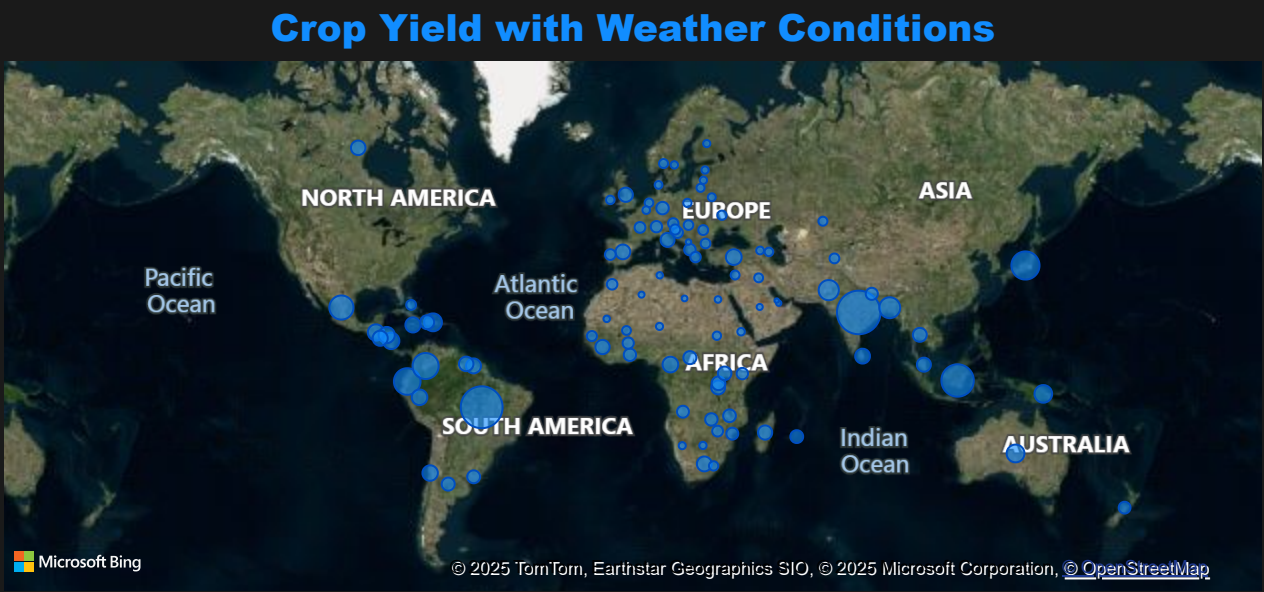 Crop Yield with Weather Conditions
NORTH AMERICA
ASIA
EUROPE
Pacific
Ocean
Atlantic
Ocean
AFRICA
SOUTH AMERICA
Indian
Ocean
AUSTRALIA
Microsoft Bing
© 2025 TomTom, Earthstar Geographics SIO, © 2025 Microsoft Corporation, © OpenStreetMap